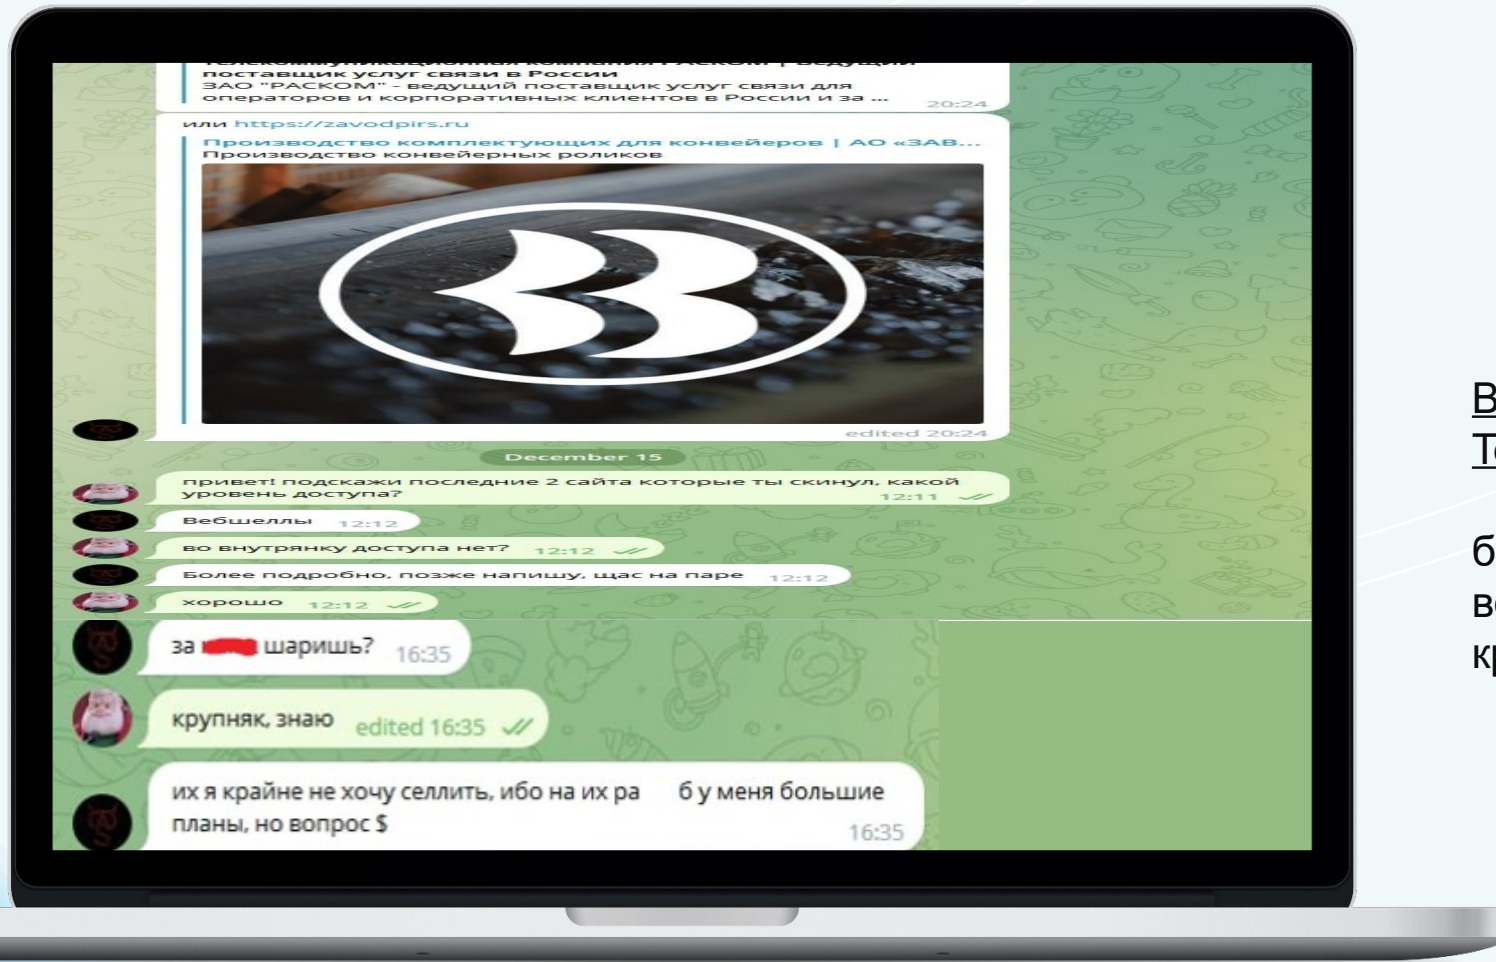 телекоммуникационная компания РАСКОМ | Ведущий
поставщик услуг связи в России
ЗАО "РАСКОМ" - ведущий поставщик услуг связи для
операторов и корпоративных клиентов в России и за ...
20:24
или https://zavodpirs.ru
Производство комплектующих для конвейеров | АО «ЗАВ...
Производство конвейерных роликов
edited 20:24
December 15
привет! подскажи последние 2 сайта которые ты скинул, какой
уровень доступа?
12:11
Вебшеллы 12:12
во внутрянку доступа нет? 12:12
Более подробно, позже напишу, щас на паре 12:12
хорошо 12:12
за шаришь? 16:35
крупняк, знаю edited 16:35
их я крайне не хочу селлить, ибо на их ра б у меня большие
планы, но вопрос $
16:35